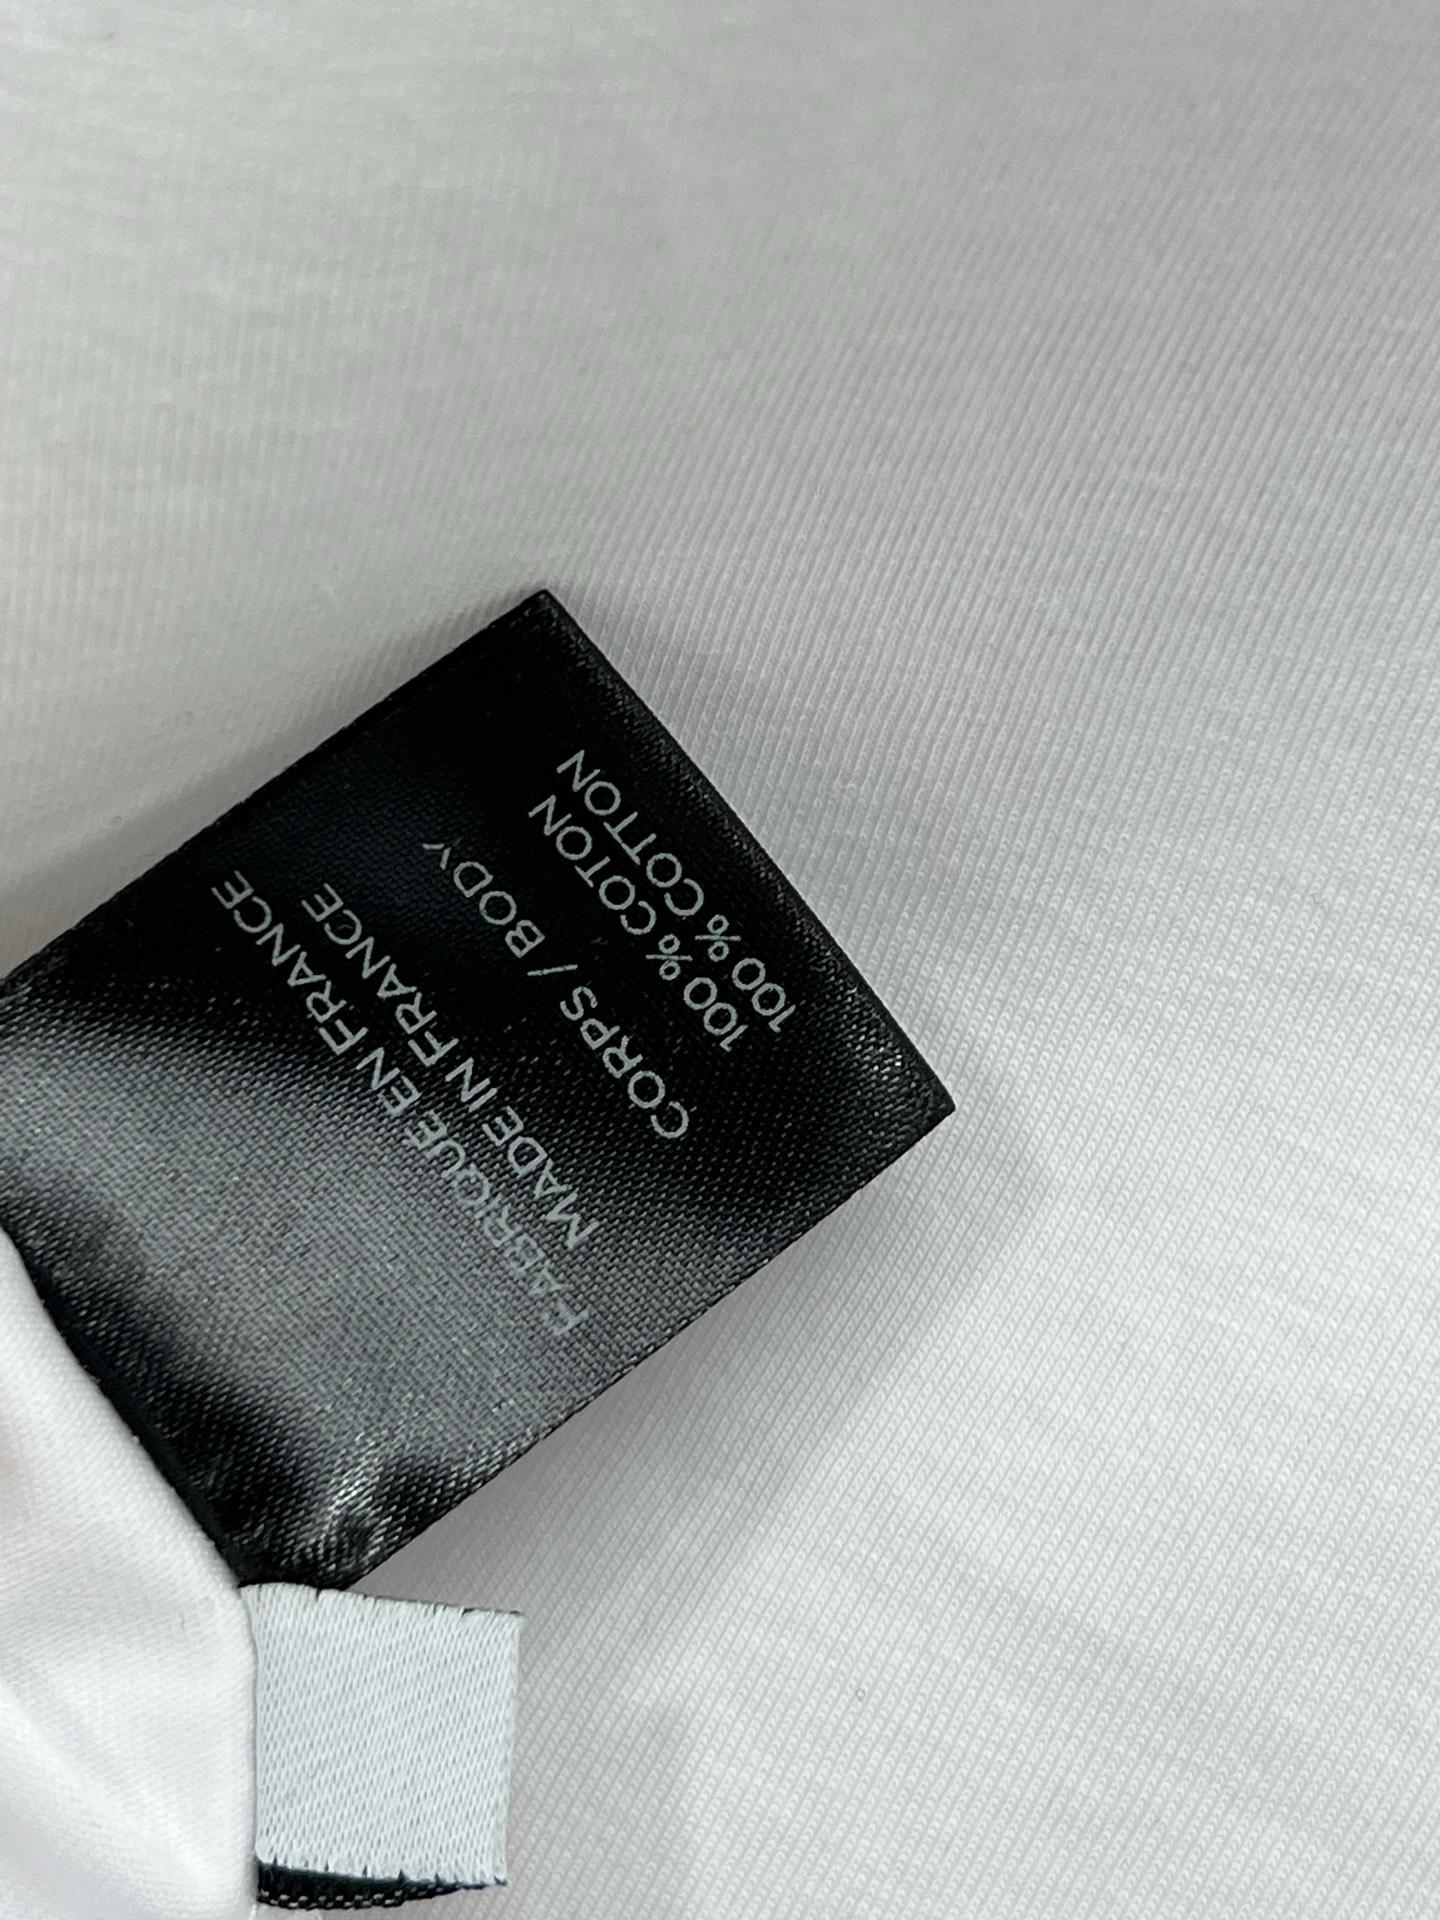 FABRIQUÉ EN FRANCE
MADE IN FRANCE
CORPS / BODY
100 % COTON
100 % COTTON